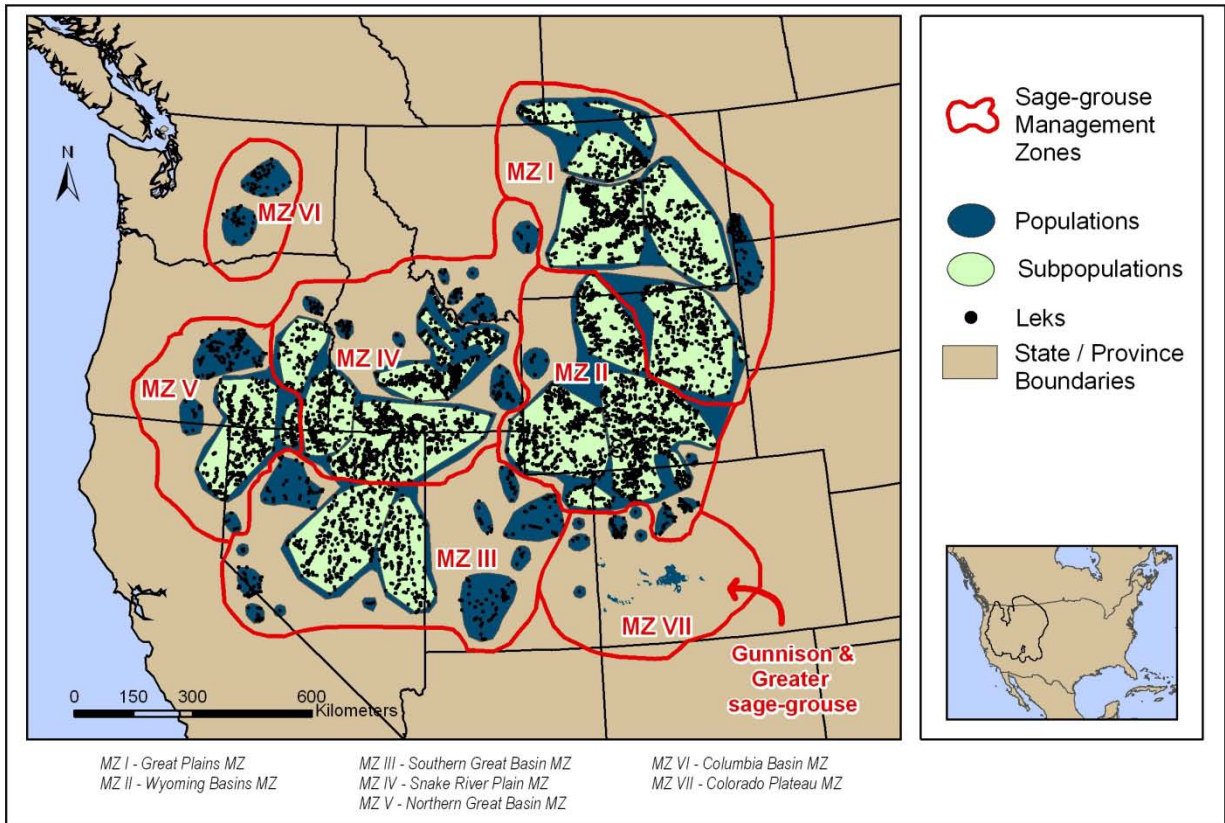 N
MZ I
MZ VI
MZ IV
MZ V
MZ II
MZ III
MZ VII
Gunnison &
Greater
sage-grouse
0 150 300 600
Kilometers
Sage-grouse
Management
Zones
Populations
Subpopulations
Leks
State / Province
Boundaries
MZ I - Great Plains MZ
MZ II - Wyoming Basins MZ
MZ III - Southern Great Basin MZ
MZ IV - Snake River Plain MZ
MZ V - Northern Great Basin MZ
MZ VI - Columbia Basin MZ
MZ VII - Colorado Plateau MZ